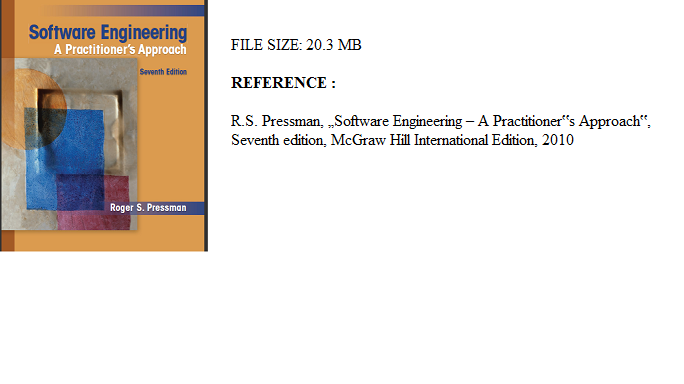 Software Engineering
A Practitioner's Approach
Seventh Edition
Roger S. Pressman
FILE SIZE: 20.3 MB
REFERENCE :
R.S. Pressman, „Software Engineering – A Practitioner‟s Approach‟,
Seventh edition, McGraw Hill International Edition, 2010